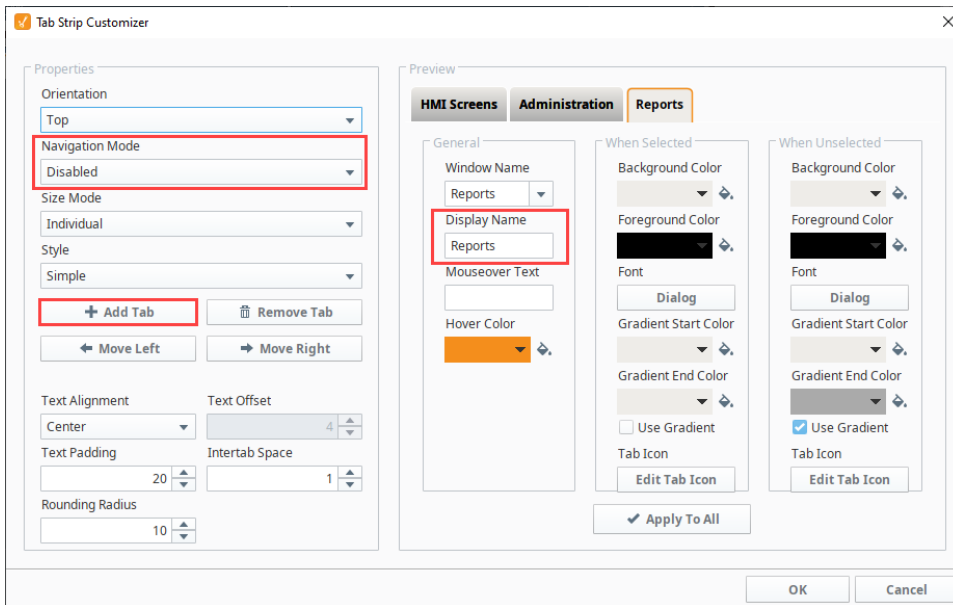 Tab Strip Customizer
Properties
Orientation
Top
Navigation Mode
Disabled
Size Mode
Individual
Style
Simple
Add Tab
Remove Tab
Move Left
Move Right
Text Alignment
Text Offset
Center
4
Text Padding
Intertab Space
20
1
Rounding Radius
10
Preview
HMI Screens
Administration
Reports
General
Window Name
Reports
Display Name
Reports
Mouseover Text
Hover Color
When Selected
Background Color
Foreground Color
Font
Dialog
Gradient Start Color
Gradient End Color
Use Gradient
Tab Icon
Edit Tab Icon
When Unselected
Background Color
Foreground Color
Font
Dialog
Gradient Start Color
Gradient End Color
Use Gradient
Tab Icon
Edit Tab Icon
Apply To All
OK
Cancel